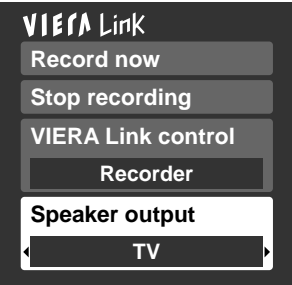 VIERA Link
Record now
Stop recording
VIERA Link control
Recorder
Speaker output
TV